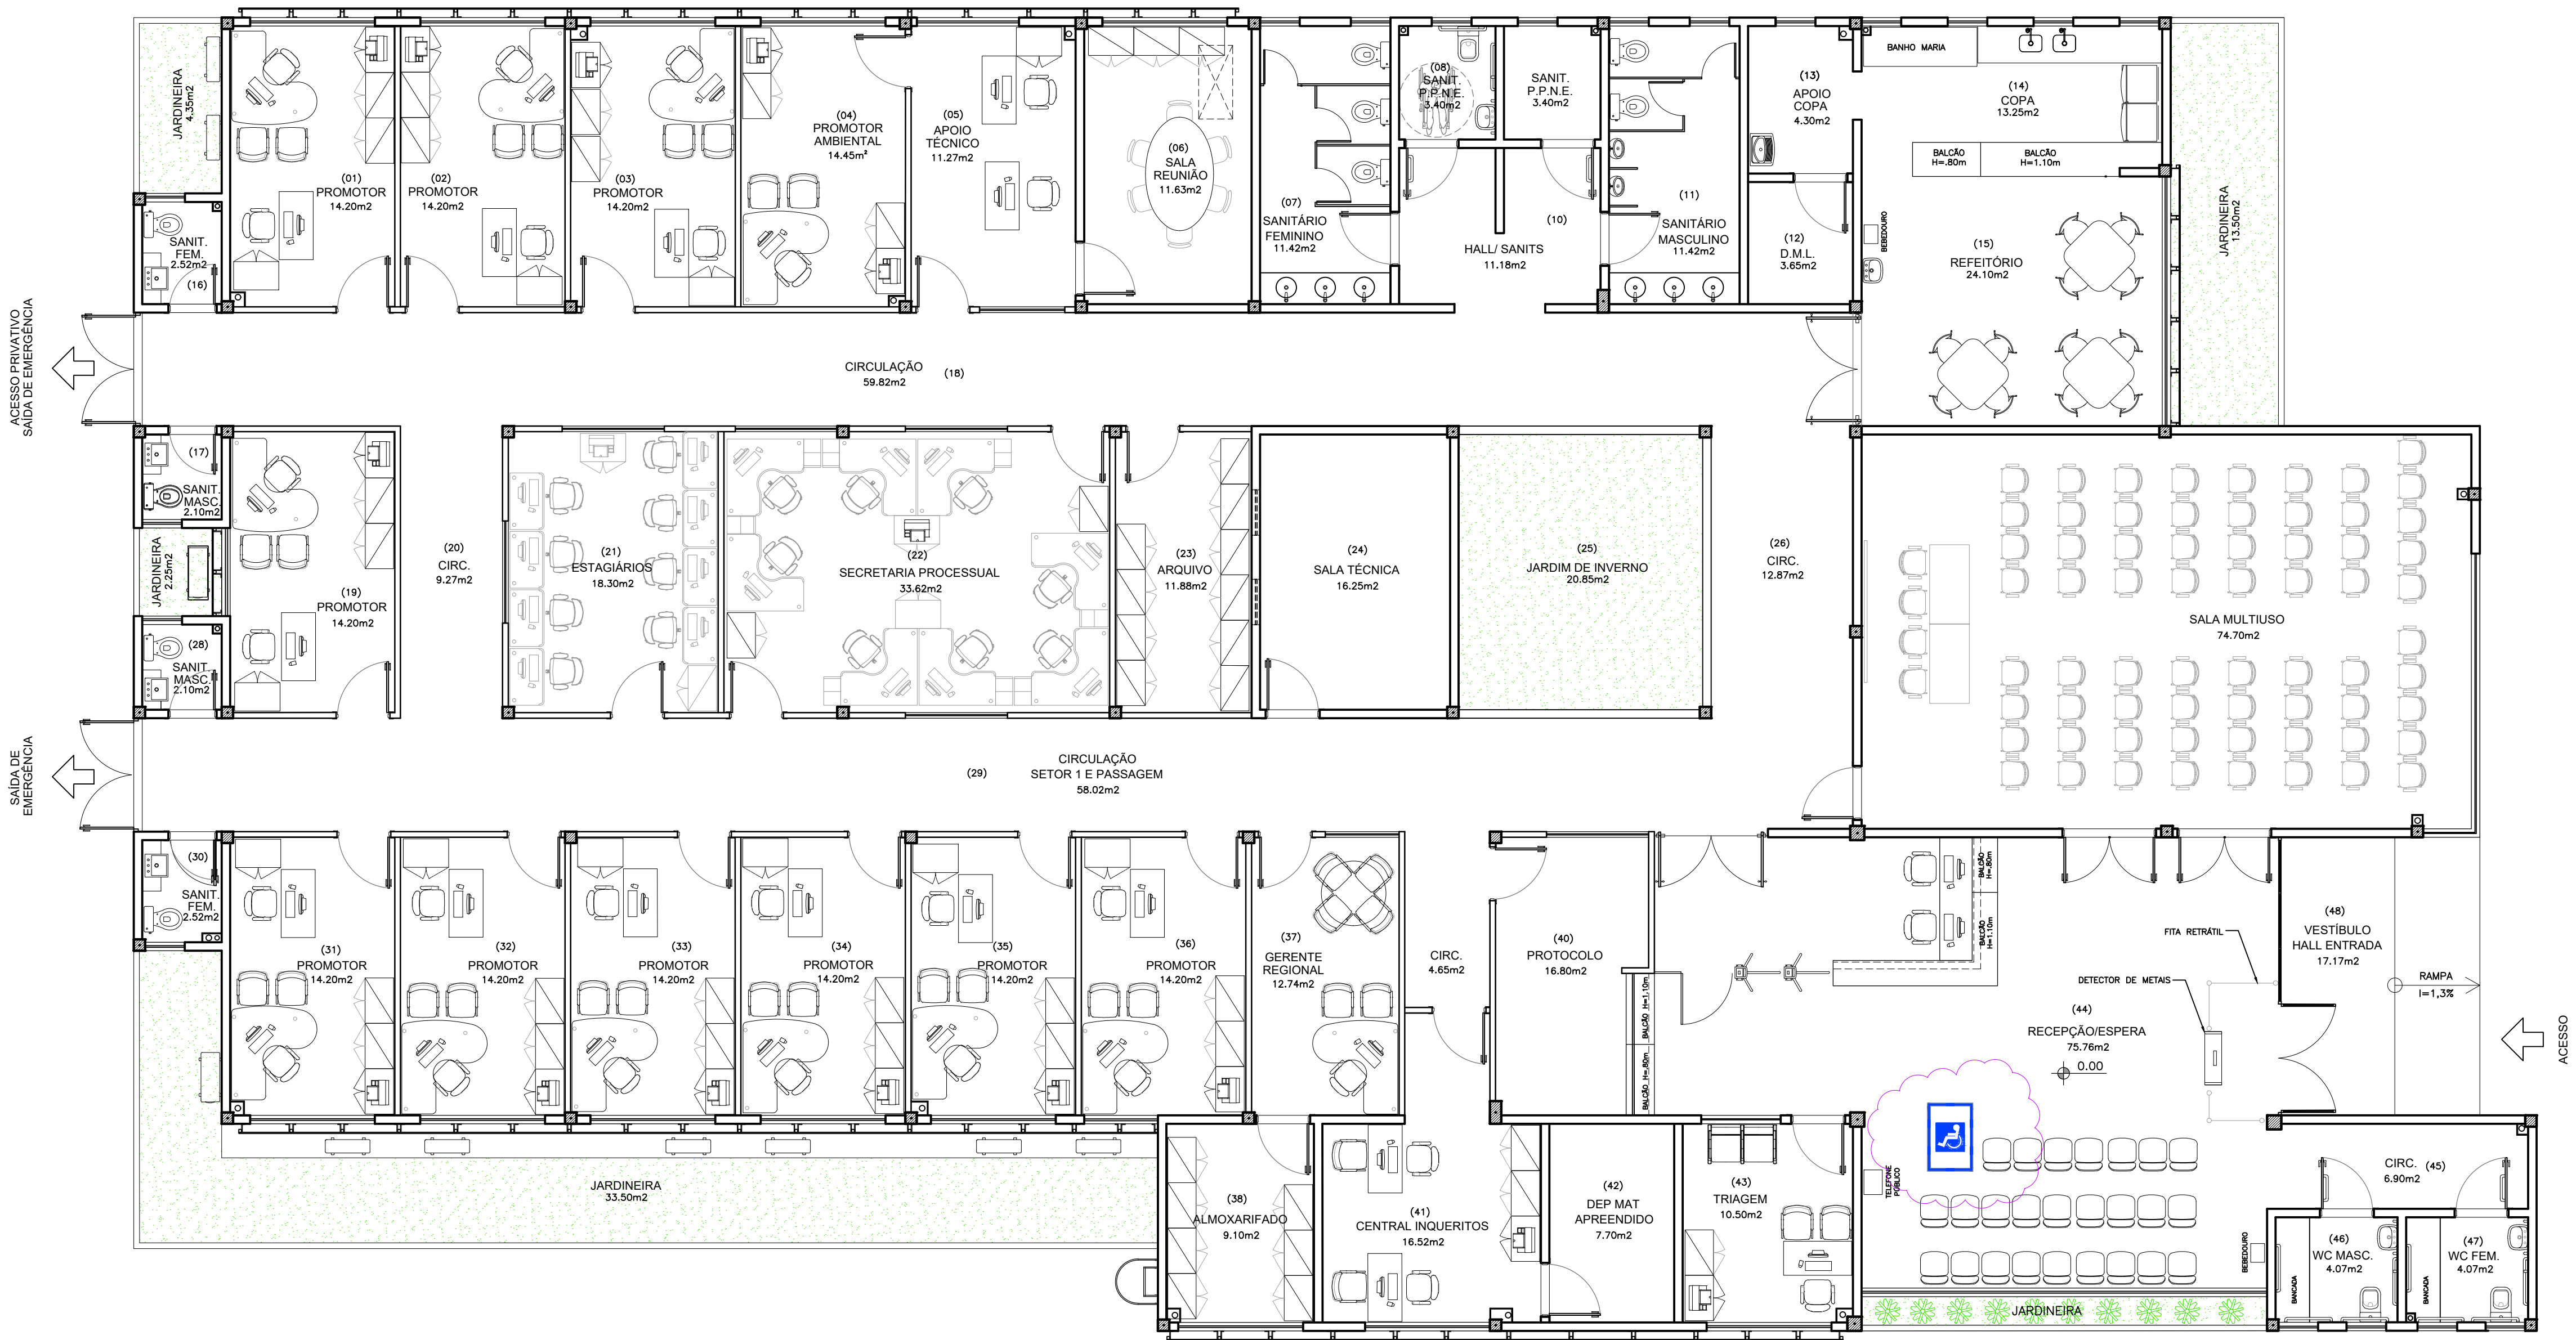 JARDINEIRA
4.35m2
(01)
PROMOTOR
14.20m2
(02)
PROMOTOR
14.20m2
(03)
PROMOTOR
14.20m2
(04)
PROMOTOR
AMBIENTAL
14.45m²
(05)
APOIO
TÉCNICO
11.27m2
(06)
SALA
REUNIÃO
11.63m2
(07)
SANITÁRIO
FEMININO
11.42m2
(08)
SANIT.
P.P.N.E.
3.40m2
SANIT.
P.P.N.E.
3.40m2
(10)
HALL/ SANITS
11.18m2
(11)
SANITÁRIO
MASCULINO
11.42m2
(13)
APOIO
COPA
4.30m2
(12)
D.M.L.
3.65m2
BANHO MARIA
(14)
COPA
13.25m2
BALCÃO
H=.80m
BALCÃO
H=1.10m
BEBEDOURO
(15)
REFEITÓRIO
24.10m2
JARDINEIRA
13.50m2
SANIT.
FEM.
2.52m2
(16)
ACESSO PRIVATIVO
SAÍDA DE EMERGÊNCIA
CIRCULAÇÃO
59.82m2
(18)
(17)
SANIT.
MASC.
2.10m2
JARDINEIRA
2.25m2
(28)
SANIT.
MASC.
2.10m2
(19)
PROMOTOR
14.20m2
(20)
CIRC.
9.27m2
(21)
ESTAGIÁRIOS
18.30m2
(22)
SECRETARIA PROCESSUAL
33.62m2
(23)
ARQUIVO
11.88m2
(24)
SALA TÉCNICA
16.25m2
(25)
JARDIM DE INVERNO
20.85m2
(26)
CIRC.
12.87m2
SALA MULTIUSO
74.70m2
SAÍDA DE
EMERGÊNCIA
(29)
CIRCULAÇÃO
SETOR 1 E PASSAGEM
58.02m2
(30)
SANIT.
FEM.
2.52m2
(31)
PROMOTOR
14.20m2
(32)
PROMOTOR
14.20m2
(33)
PROMOTOR
14.20m2
(34)
PROMOTOR
14.20m2
(35)
PROMOTOR
14.20m2
(36)
PROMOTOR
14.20m2
(37)
GERENTE
REGIONAL
12.74m2
CIRC.
4.65m2
(40)
PROTOCOLO
16.80m2
BALCÃO H=1,10m
BALCÃO H=,80m
BALCÃO
H=,80m
BALCÃO
H=1,10m
FITA RETRÁTIL
DETECTOR DE METAIS
(44)
RECEPÇÃO/ESPERA
75.76m2
0.00
(48)
VESTÍBULO
HALL ENTRADA
17.17m2
RAMPA
I=1,3%
ACESSO
JARDINEIRA
33.50m2
(38)
ALMOXARIFADO
9.10m2
(41)
CENTRAL INQUERITOS
16.52m2
(42)
DEP MAT
APREENDIDO
7.70m2
(43)
TRIAGEM
10.50m2
TELEFONE
PÚBLICO
BEBEDOURO
JARDINEIRA
CIRC.
(45)
6.90m2
(46)
WC MASC.
4.07m2
BANCADA
(47)
WC FEM.
4.07m2
BANCADA